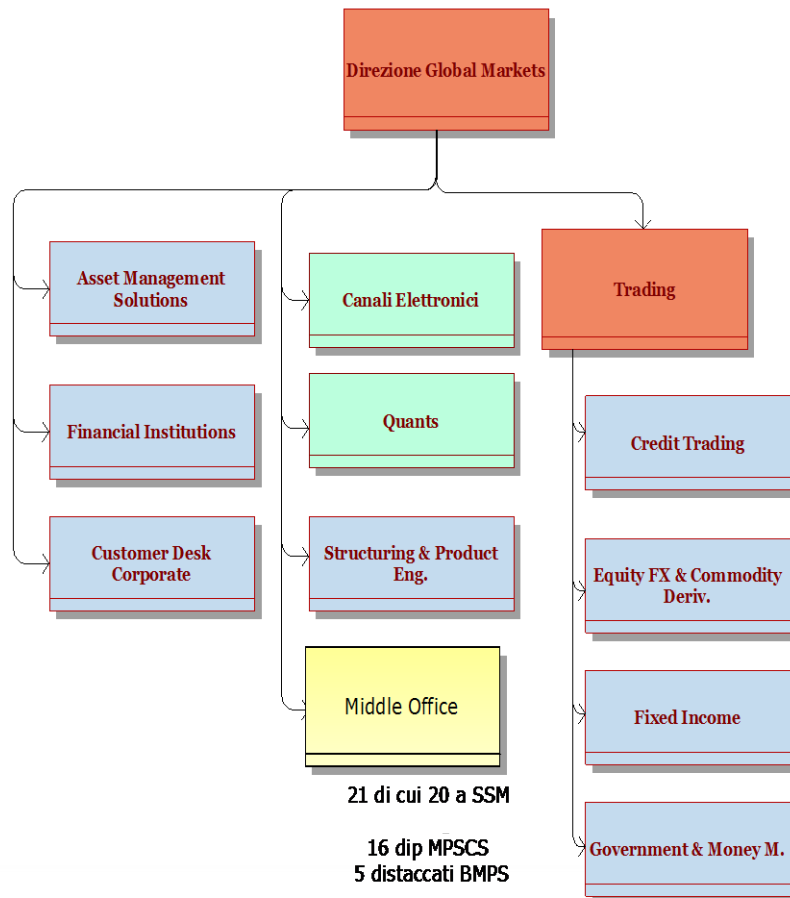 Direzione Global Markets
Asset Management
Solutions
Financial Institutions
Customer Desk
Corporate
Canali Elettronici
Quants
Structuring & Product
Eng.
Middle Office
21 di cui 20 a SSM
16 dip MPSCS
5 distaccati BMPS
Trading
Credit Trading
Equity FX & Commodity
Deriv.
Fixed Income
Government & Money M.